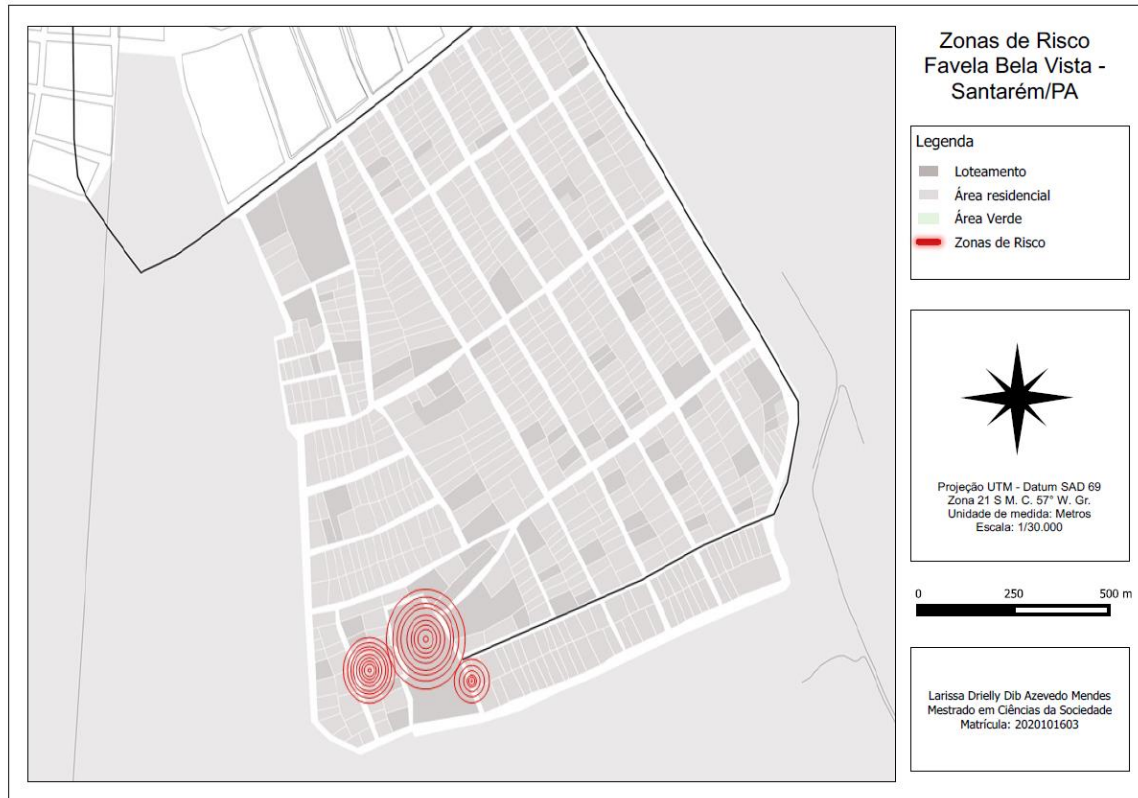 Zonas de Risco
Favela Bela Vista -
Santarém/PA
Legenda
Loteamento
Área residencial
Área Verde
Zonas de Risco
Projeção UTM - Datum SAD 69
Zona 21 S M. C. 57° W. Gr.
Unidade de medida: Metros
Escala: 1/30.000
0 250 500 m
Larissa Drielly Dib Azevedo Mendes
Mestrado em Ciências da Sociedade
Matrícula: 2020101603